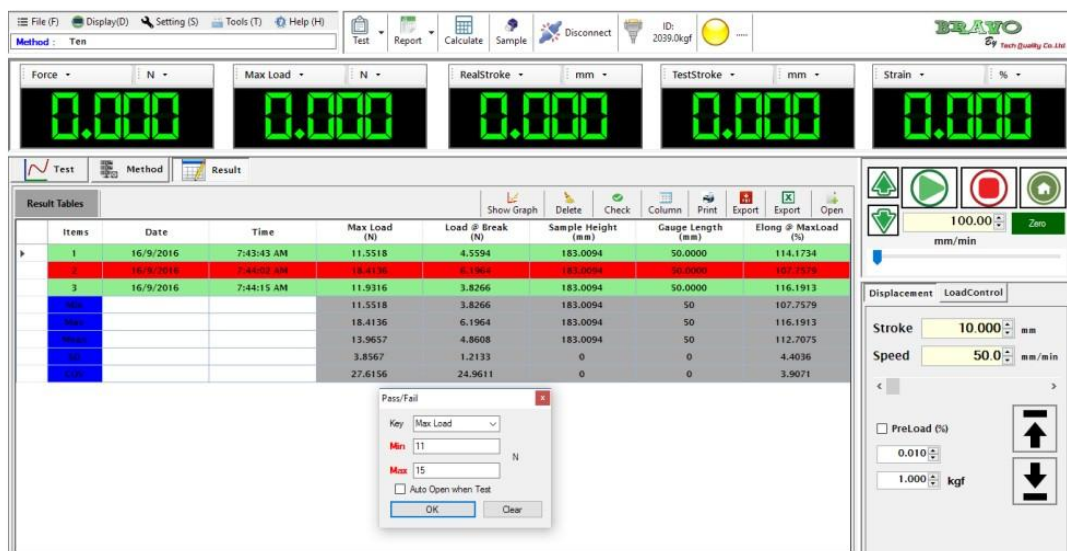 File (F) Display(D) Setting (S) Tools (T) Help (H)
Method : Ten
Test Report Calculate Sample Disconnect ID: 2039.0kgf .....
BRAVO
By Tech Quality Co.,Ltd
Force N Max Load N RealStroke mm TestStroke mm Strain %
0.000 0.000 0.000 0.000 0.000
Test Method Result
Result Tables
Show Graph Delete Check Column Print Export Export Open
Items Date Time Max Load (N) Load @ Break (N) Sample Height (mm) Gauge Length (mm) Elong @ MaxLoad (%)
1 16/9/2016 7:43:43 AM 11.5518 4.5594 183.0094 50.0000 114.1734
2 16/9/2016 7:44:02 AM 18.4136 6.1964 183.0094 50.0000 107.7579
3 16/9/2016 7:44:15 AM 11.9316 3.8266 183.0094 50.0000 116.1913
11.5518 3.8266 183.0094 50 107.7579
18.4136 6.1964 183.0094 50 116.1913
13.9657 4.8608 183.0094 50 112.7075
3.8567 1.2133 0 0 4.4036
27.6156 24.9611 0 0 3.9071
Pass/Fail
Key Max Load
Min 11
N
Max 15
Auto Open when Test
OK Clear
100.00 Zero
mm/min
Displacement LoadControl
Stroke 10.000 mm
Speed 50.0 mm/min
PreLoad (%)
0.010
1.000 kgf